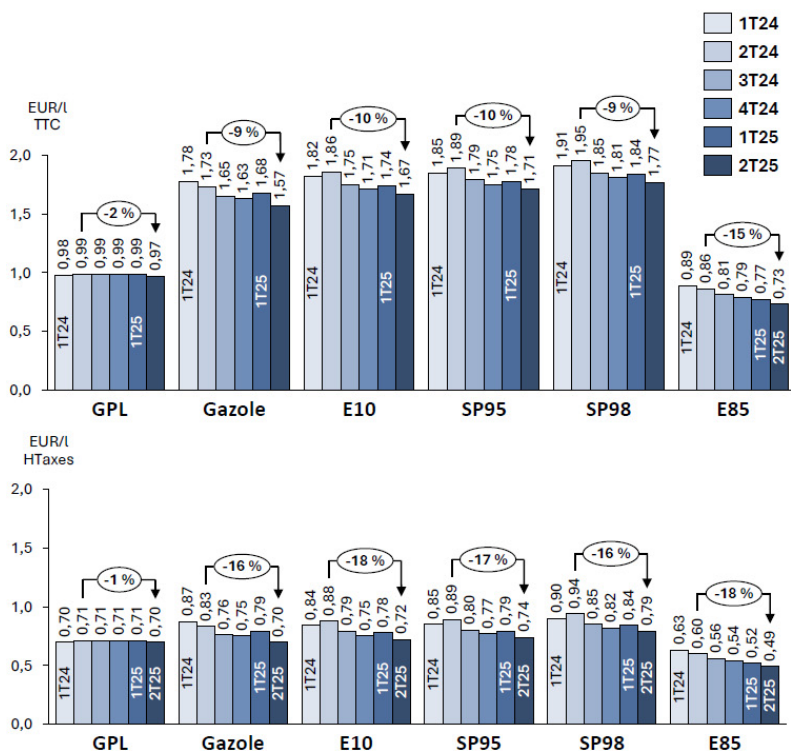 1T24
2T24
3T24
4T24
1T25
2T25
EUR/l
TTC
2,0
1,5
1,0
0,5
0,0
-2 %
-9 %
-10 %
-10 %
-9 %
-15 %
0,98 0,99 0,99 0,99 0,99 0,97
1,78 1,73 1,65 1,63 1,68 1,57
1,82 1,86 1,75 1,71 1,74 1,67
1,85 1,89 1,79 1,75 1,78 1,71
1,91 1,95 1,85 1,81 1,84 1,77
0,89 0,86 0,81 0,79 0,77 0,73
1T24 1T25
1T24 1T25
1T24 1T25
1T24 1T25
1T24 1T25
1T24 1T25 2T25
GPL Gazole E10 SP95 SP98 E85
EUR/l
HTaxes
2,0
1,5
1,0
0,5
0,0
-1 %
-16 %
-18 %
-17 %
-16 %
-18 %
0,70 0,71 0,71 0,71 0,71 0,70
0,87 0,83 0,76 0,75 0,79 0,70
0,84 0,88 0,79 0,75 0,78 0,72
0,85 0,89 0,80 0,77 0,79 0,74
0,90 0,94 0,85 0,82 0,84 0,79
0,63 0,60 0,56 0,54 0,52 0,49
1T24 1T25 2T25
1T24 1T25 2T25
1T24 1T25 2T25
1T24 1T25 2T25
1T24 1T25 2T25
1T24 1T25 2T25
GPL Gazole E10 SP95 SP98 E85